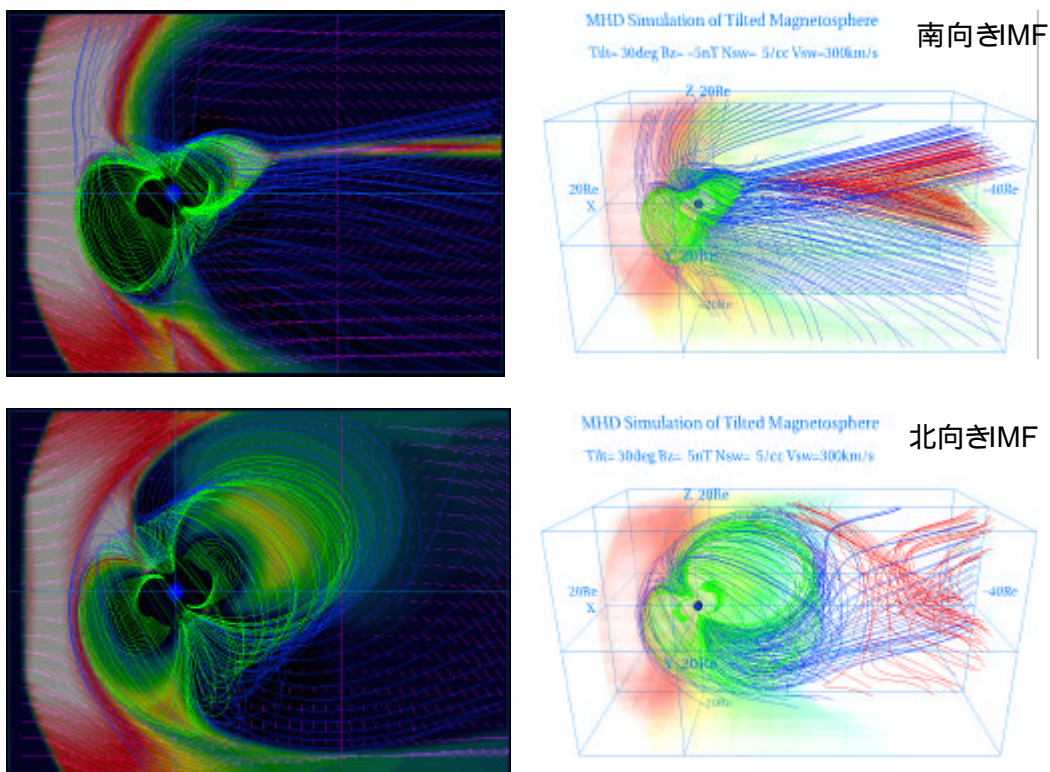 MHD Simulation of Tilted Magnetosphere
南向きIMF
Tilt= 30deg Bz= -5nT Nsw= 5/cc Vsw=300km/s
Z 20Re
20Re
X
-40Re
Y 20Re
-20Re
MHD Simulation of Tilted Magnetosphere
北向きIMF
Tilt= 30deg Bz= 5nT Nsw= 5/cc Vsw=300km/s
Z 20Re
20Re
X
-40Re
Y 20Re
-20Re